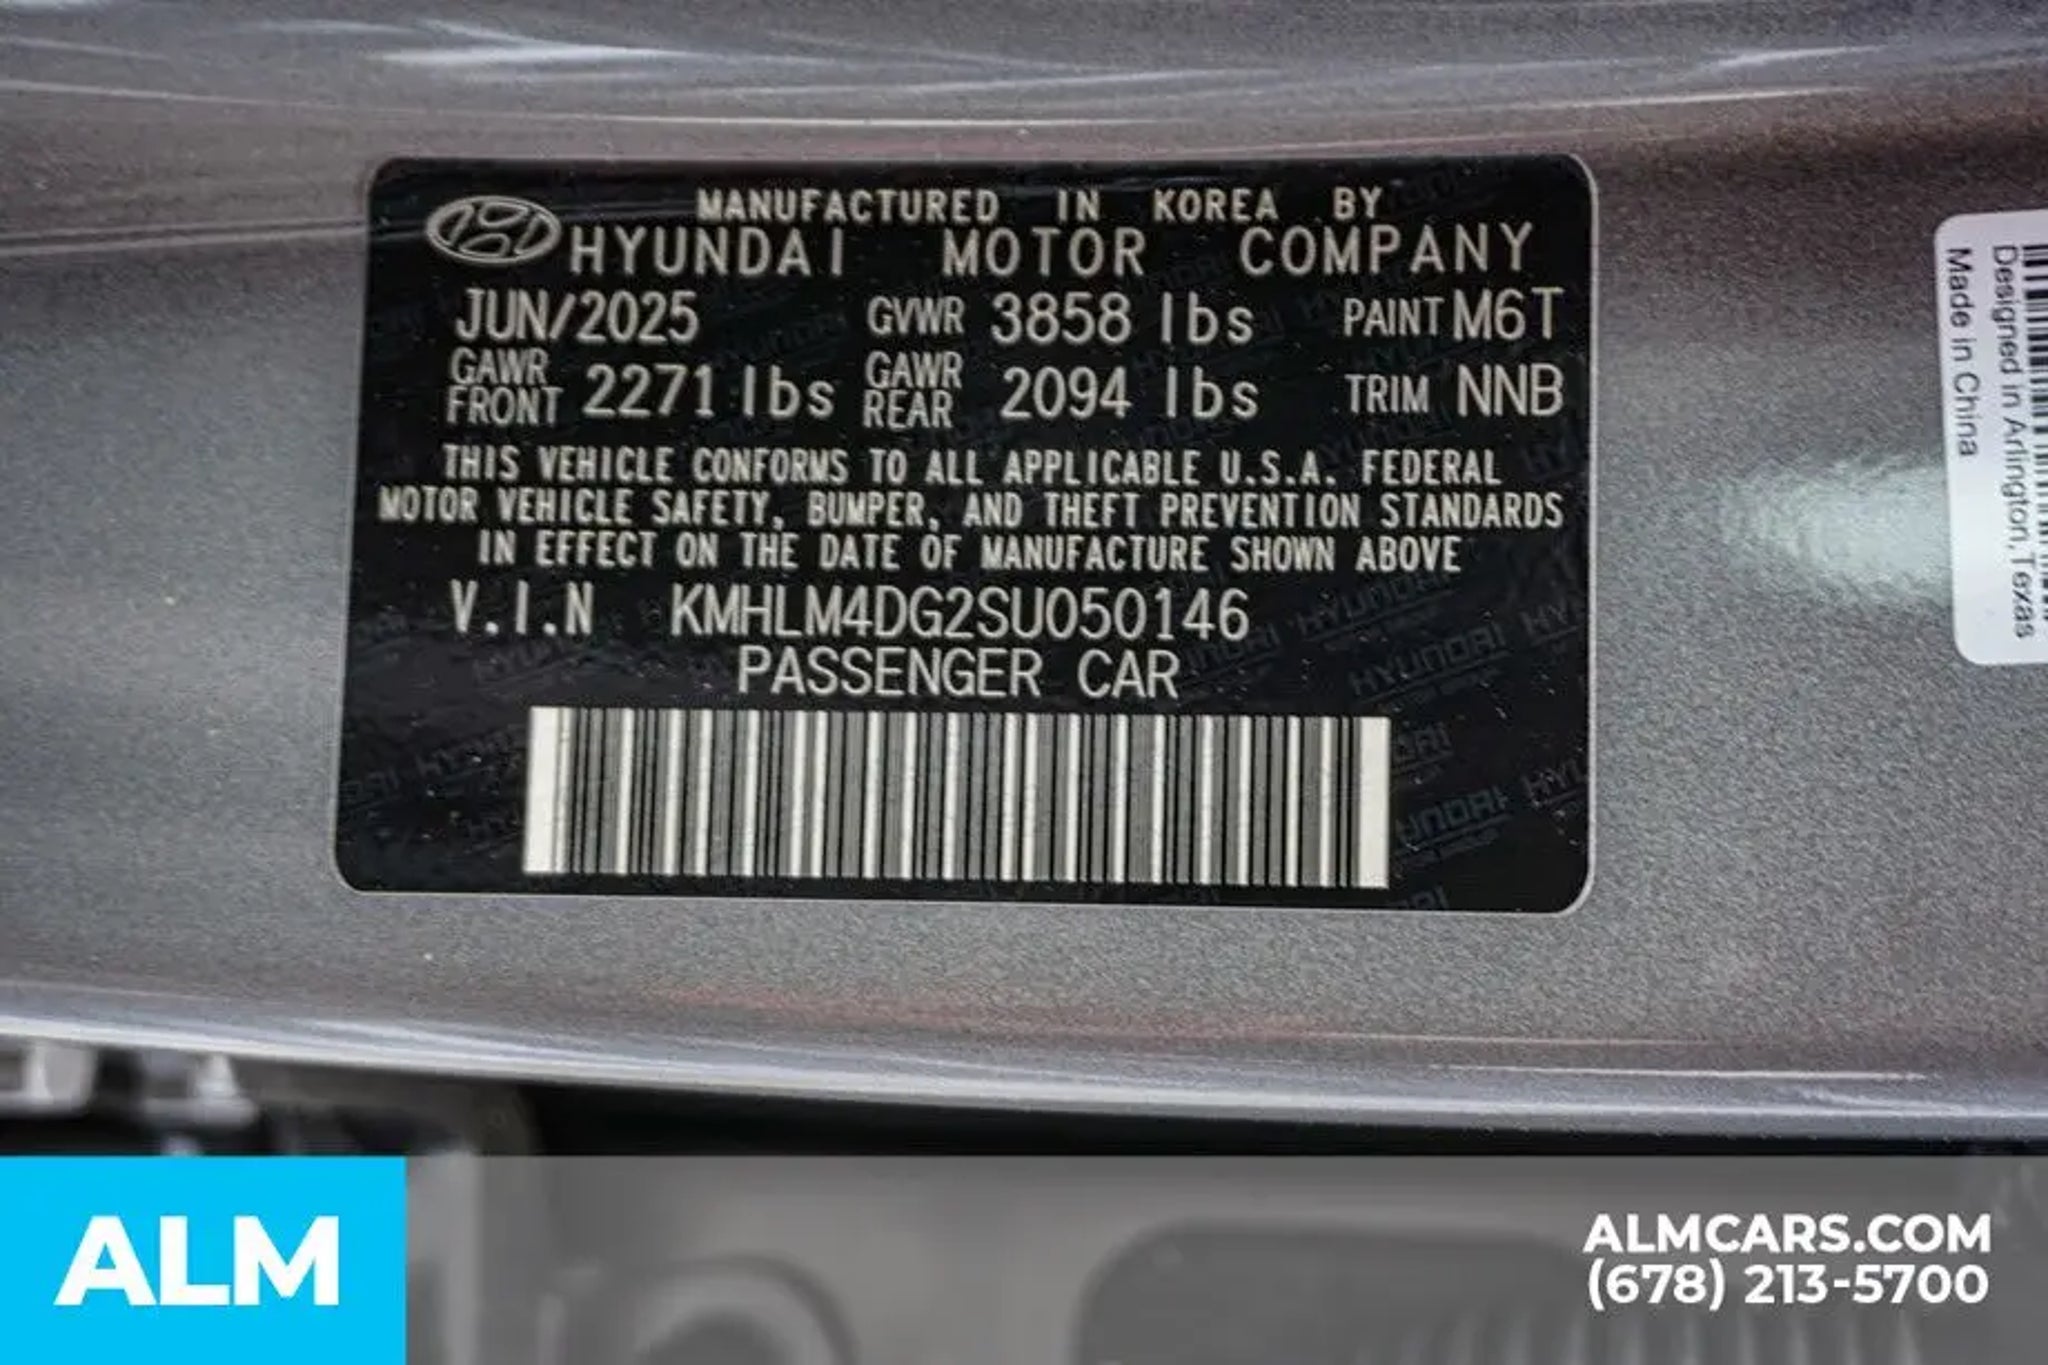 MANUFACTURED IN KOREA BY
HYUNDAI MOTOR COMPANY
JUN/2025 GVWR 3858 lbs PAINT M6T
GAWR FRONT 2271 lbs GAWR REAR 2094 lbs TRIM NNB
THIS VEHICLE CONFORMS TO ALL APPLICABLE U.S.A. FEDERAL
MOTOR VEHICLE SAFETY, BUMPER, AND THEFT PREVENTION STANDARDS
IN EFFECT ON THE DATE OF MANUFACTURE SHOWN ABOVE
V.I.N KMHLM4DG2SU050146
PASSENGER CAR
Designed in Arlington, Texas
Made in China
ALM
ALMCARS.COM
(678) 213-5700